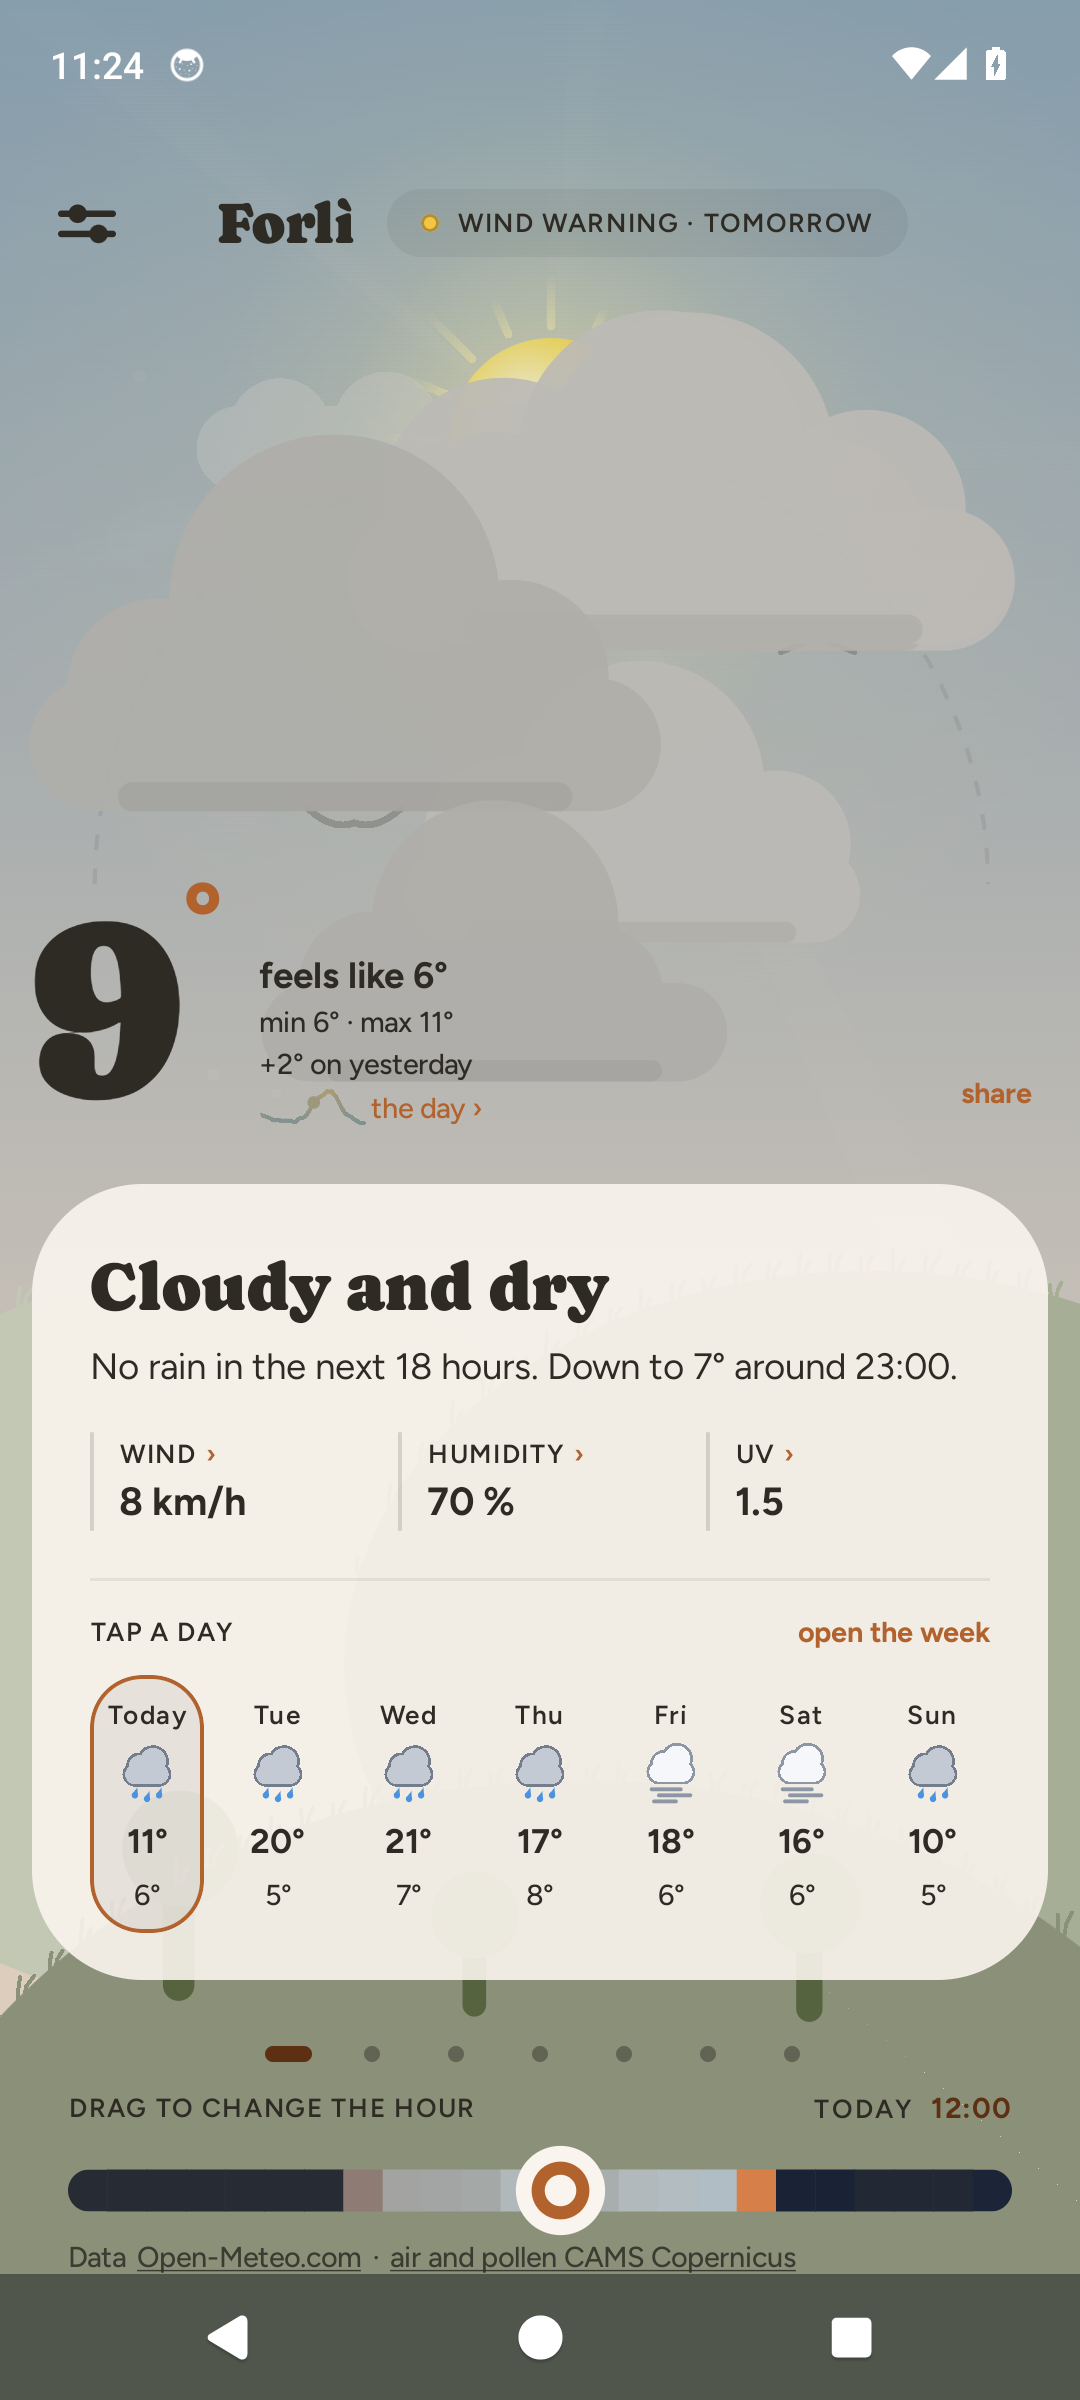 11:24
Forlì
WIND WARNING · TOMORROW
9°
feels like 6°
min 6° · max 11°
+2° on yesterday
the day ›
share
Cloudy and dry
No rain in the next 18 hours. Down to 7° around 23:00.
WIND › HUMIDITY › UV ›
8 km/h 70 % 1.5
TAP A DAY open the week
Today Tue Wed Thu Fri Sat Sun
11° 20° 21° 17° 18° 16° 10°
6° 5° 7° 8° 6° 6° 5°
DRAG TO CHANGE THE HOUR TODAY 12:00
Data Open-Meteo.com · air and pollen CAMS Copernicus